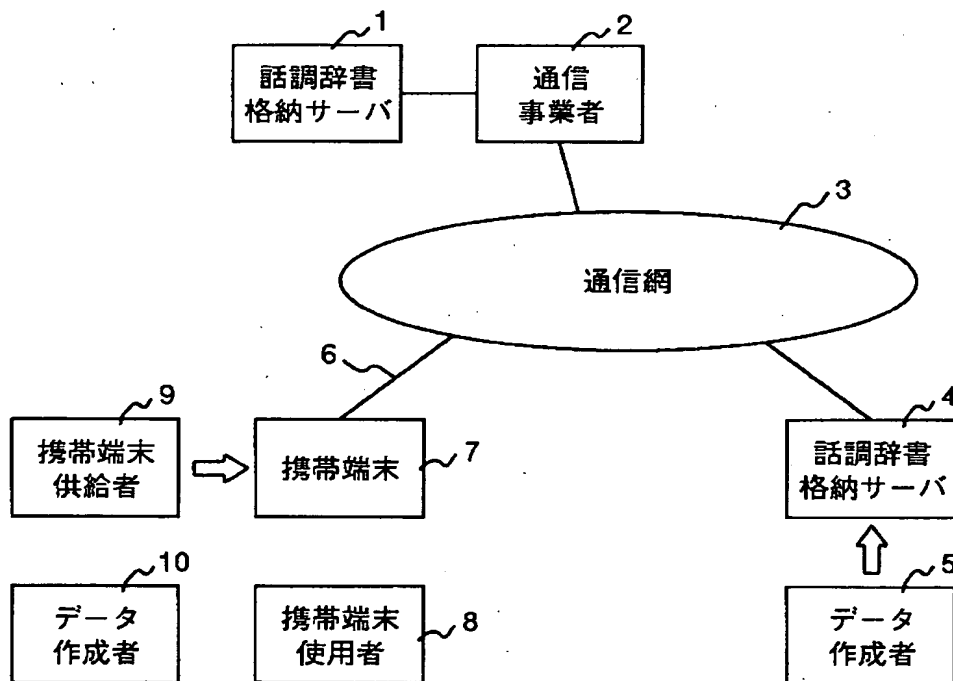 1
2
話調辞書
格納サーバ
通信
事業者
3
通信網
6
9
4
携帯端末
供給者
携帯端末
7
話調辞書
格納サーバ
10
5
データ
作成者
携帯端末
使用者
8
データ
作成者